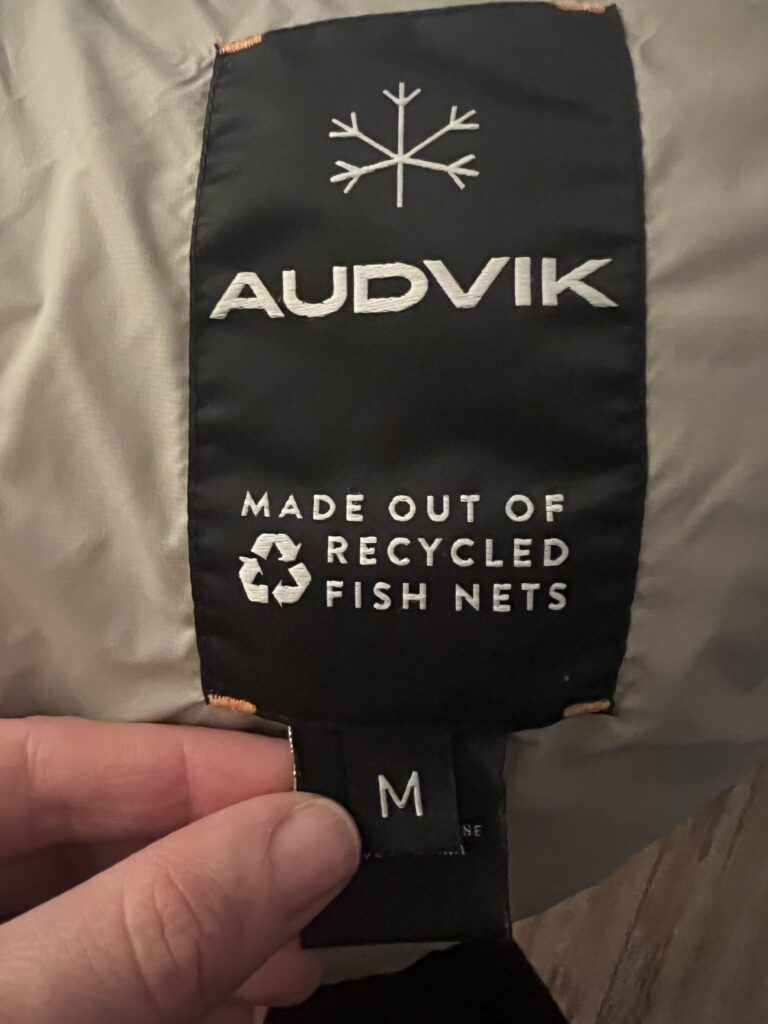 AUDVIK
MADE OUT OF
RECYCLED
FISH NETS
M